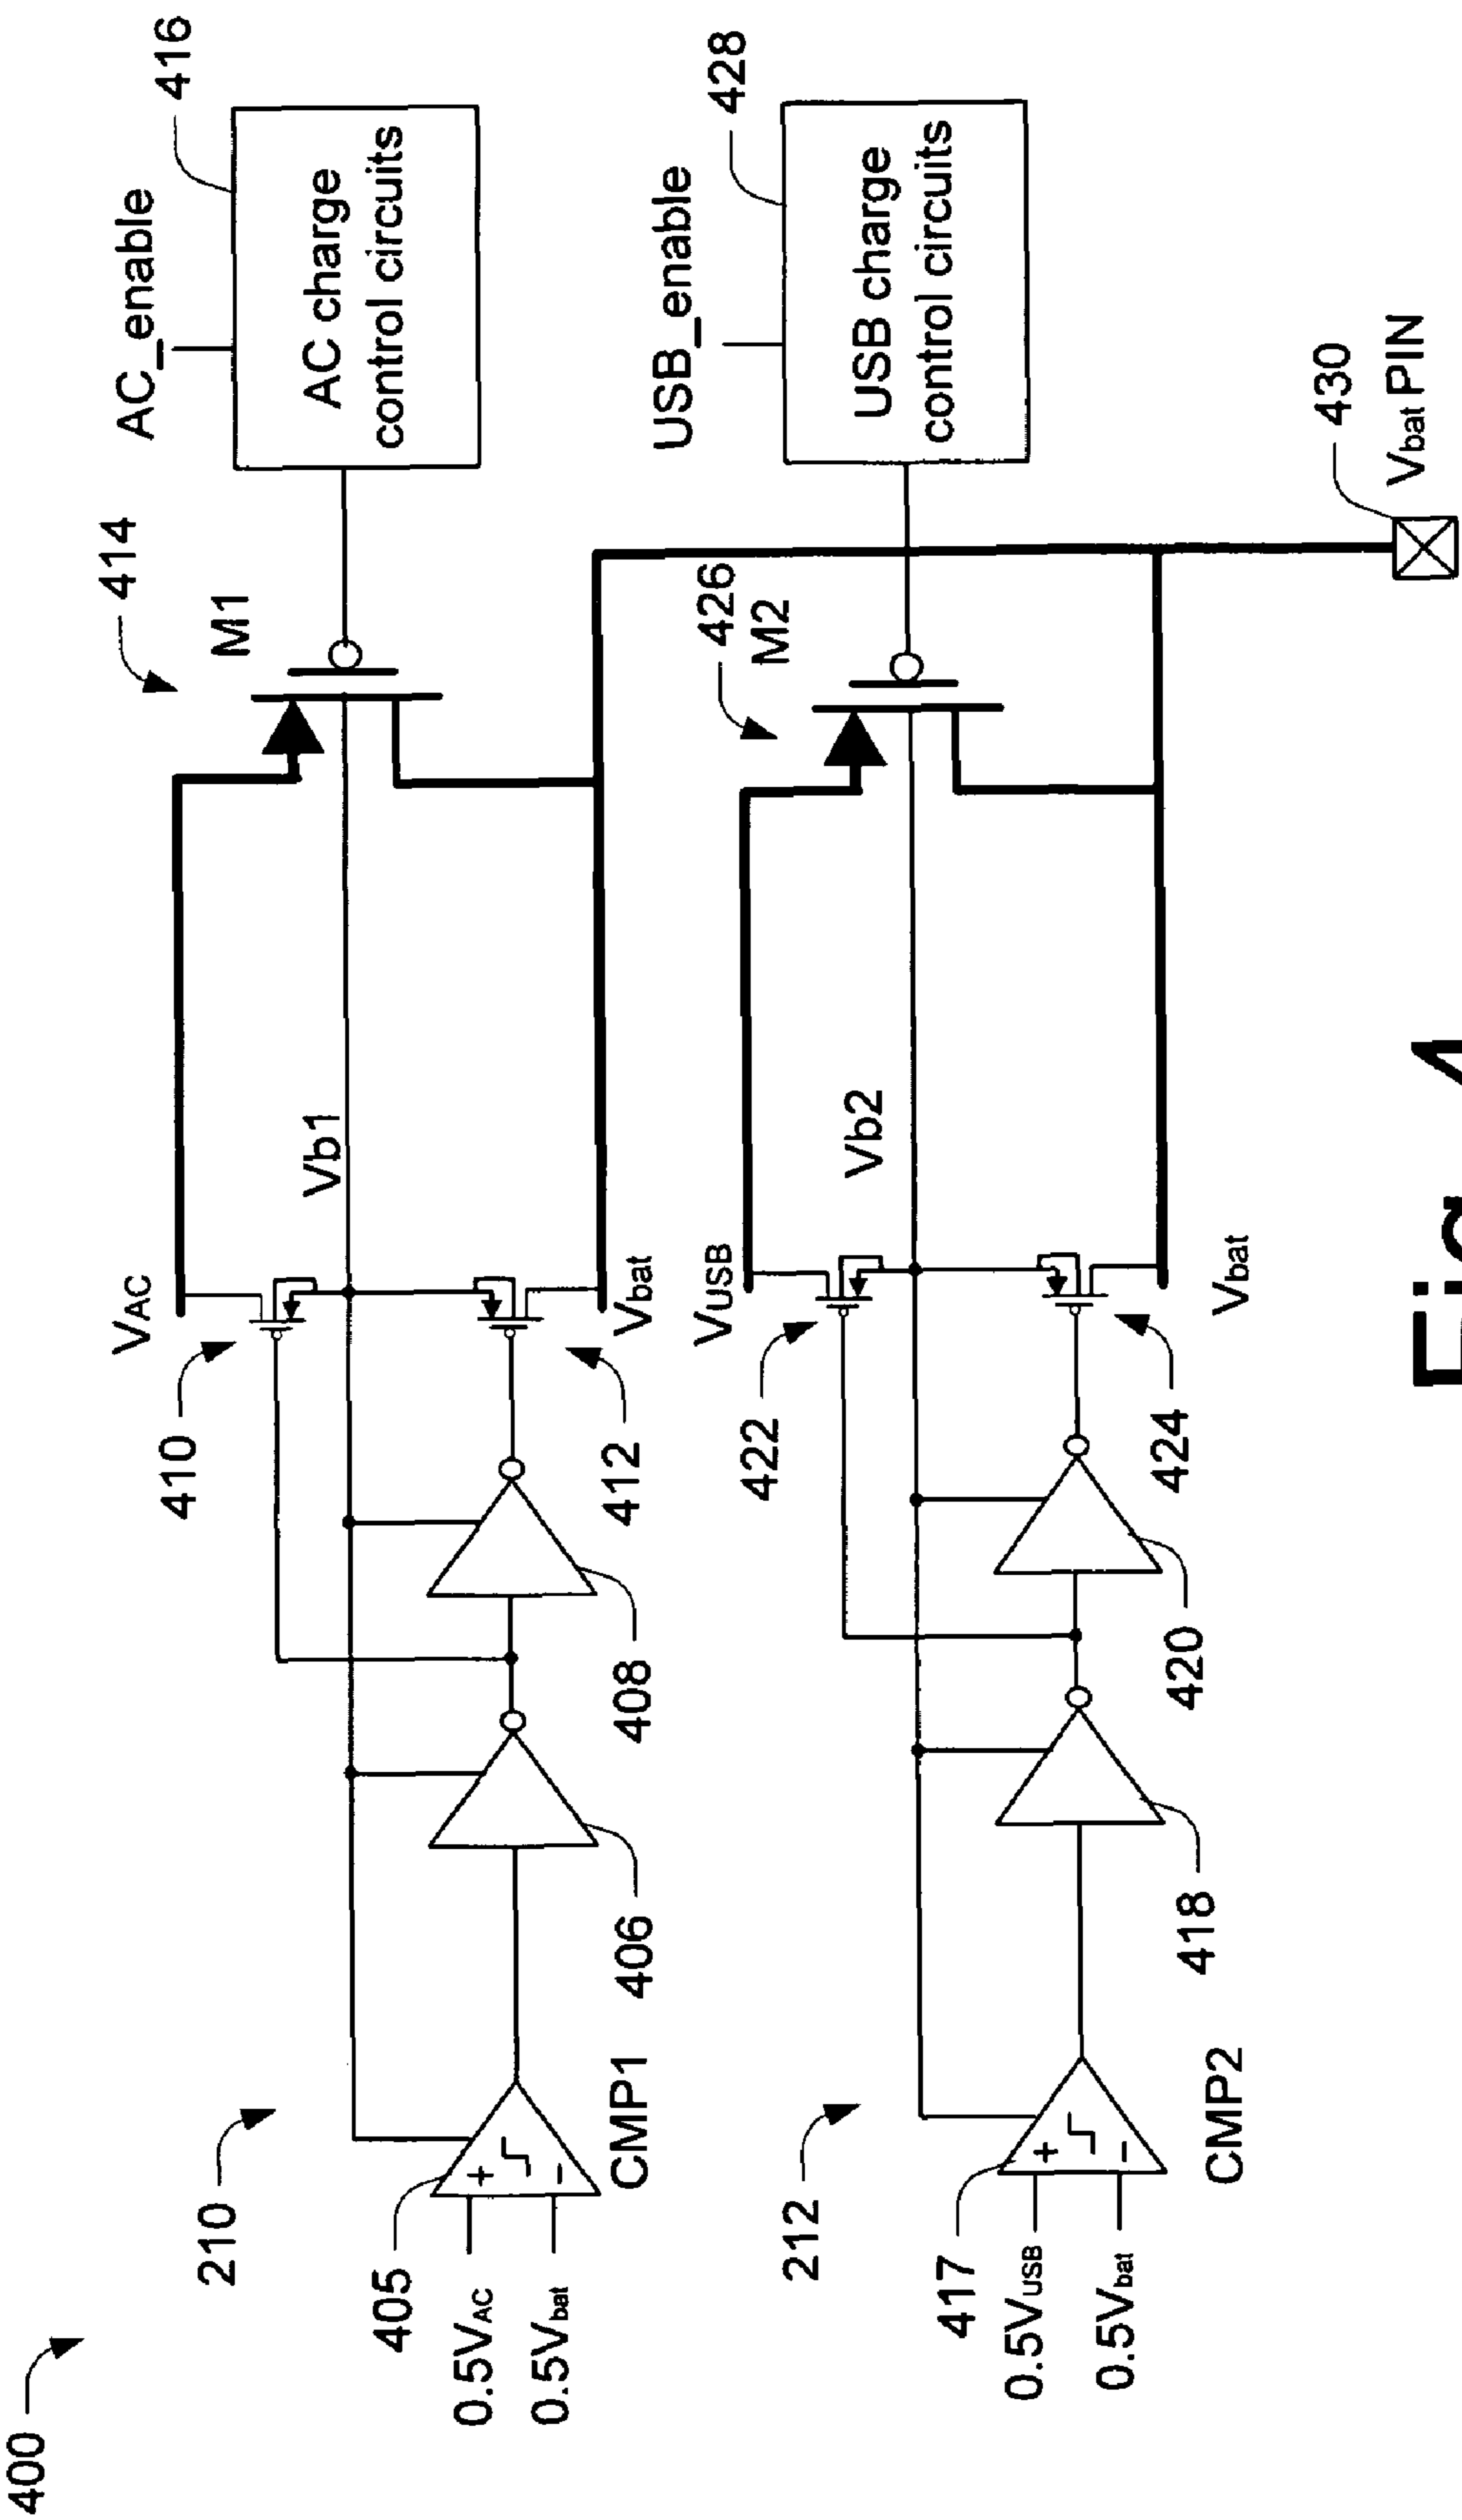 400
210
405
0.5VAC
0.5Vbat
CMP1
406
408
410
412
VAC
Vbat
Vb1
414
M1
AC_enable
416
AC charge
control circuits
212
417
0.5VUSB
0.5Vbat
CMP2
418
420
422
424
VUSB
Vbat
Vb2
426
M2
USB_enable
428
USB charge
control circuits
430
Vbat PIN